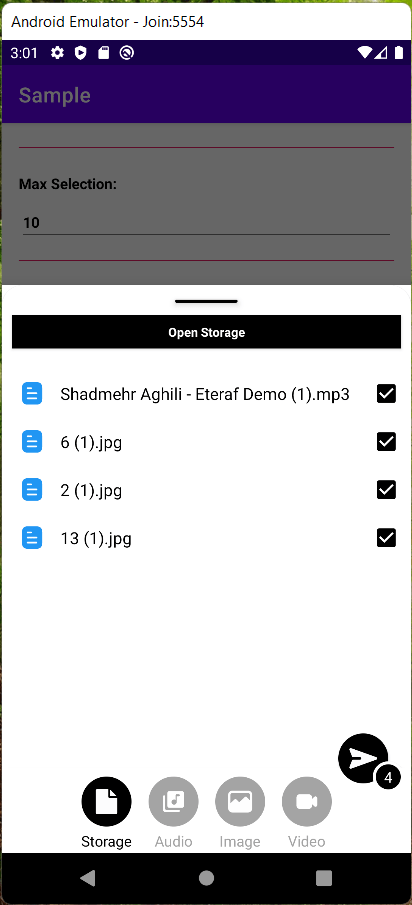 Android Emulator - Join:5554
3:01
Sample
Max Selection:
10
Open Storage
Shadmehr Aghili - Eteraf Demo (1).mp3
6 (1).jpg
2 (1).jpg
13 (1).jpg
4
Storage Audio Image Video